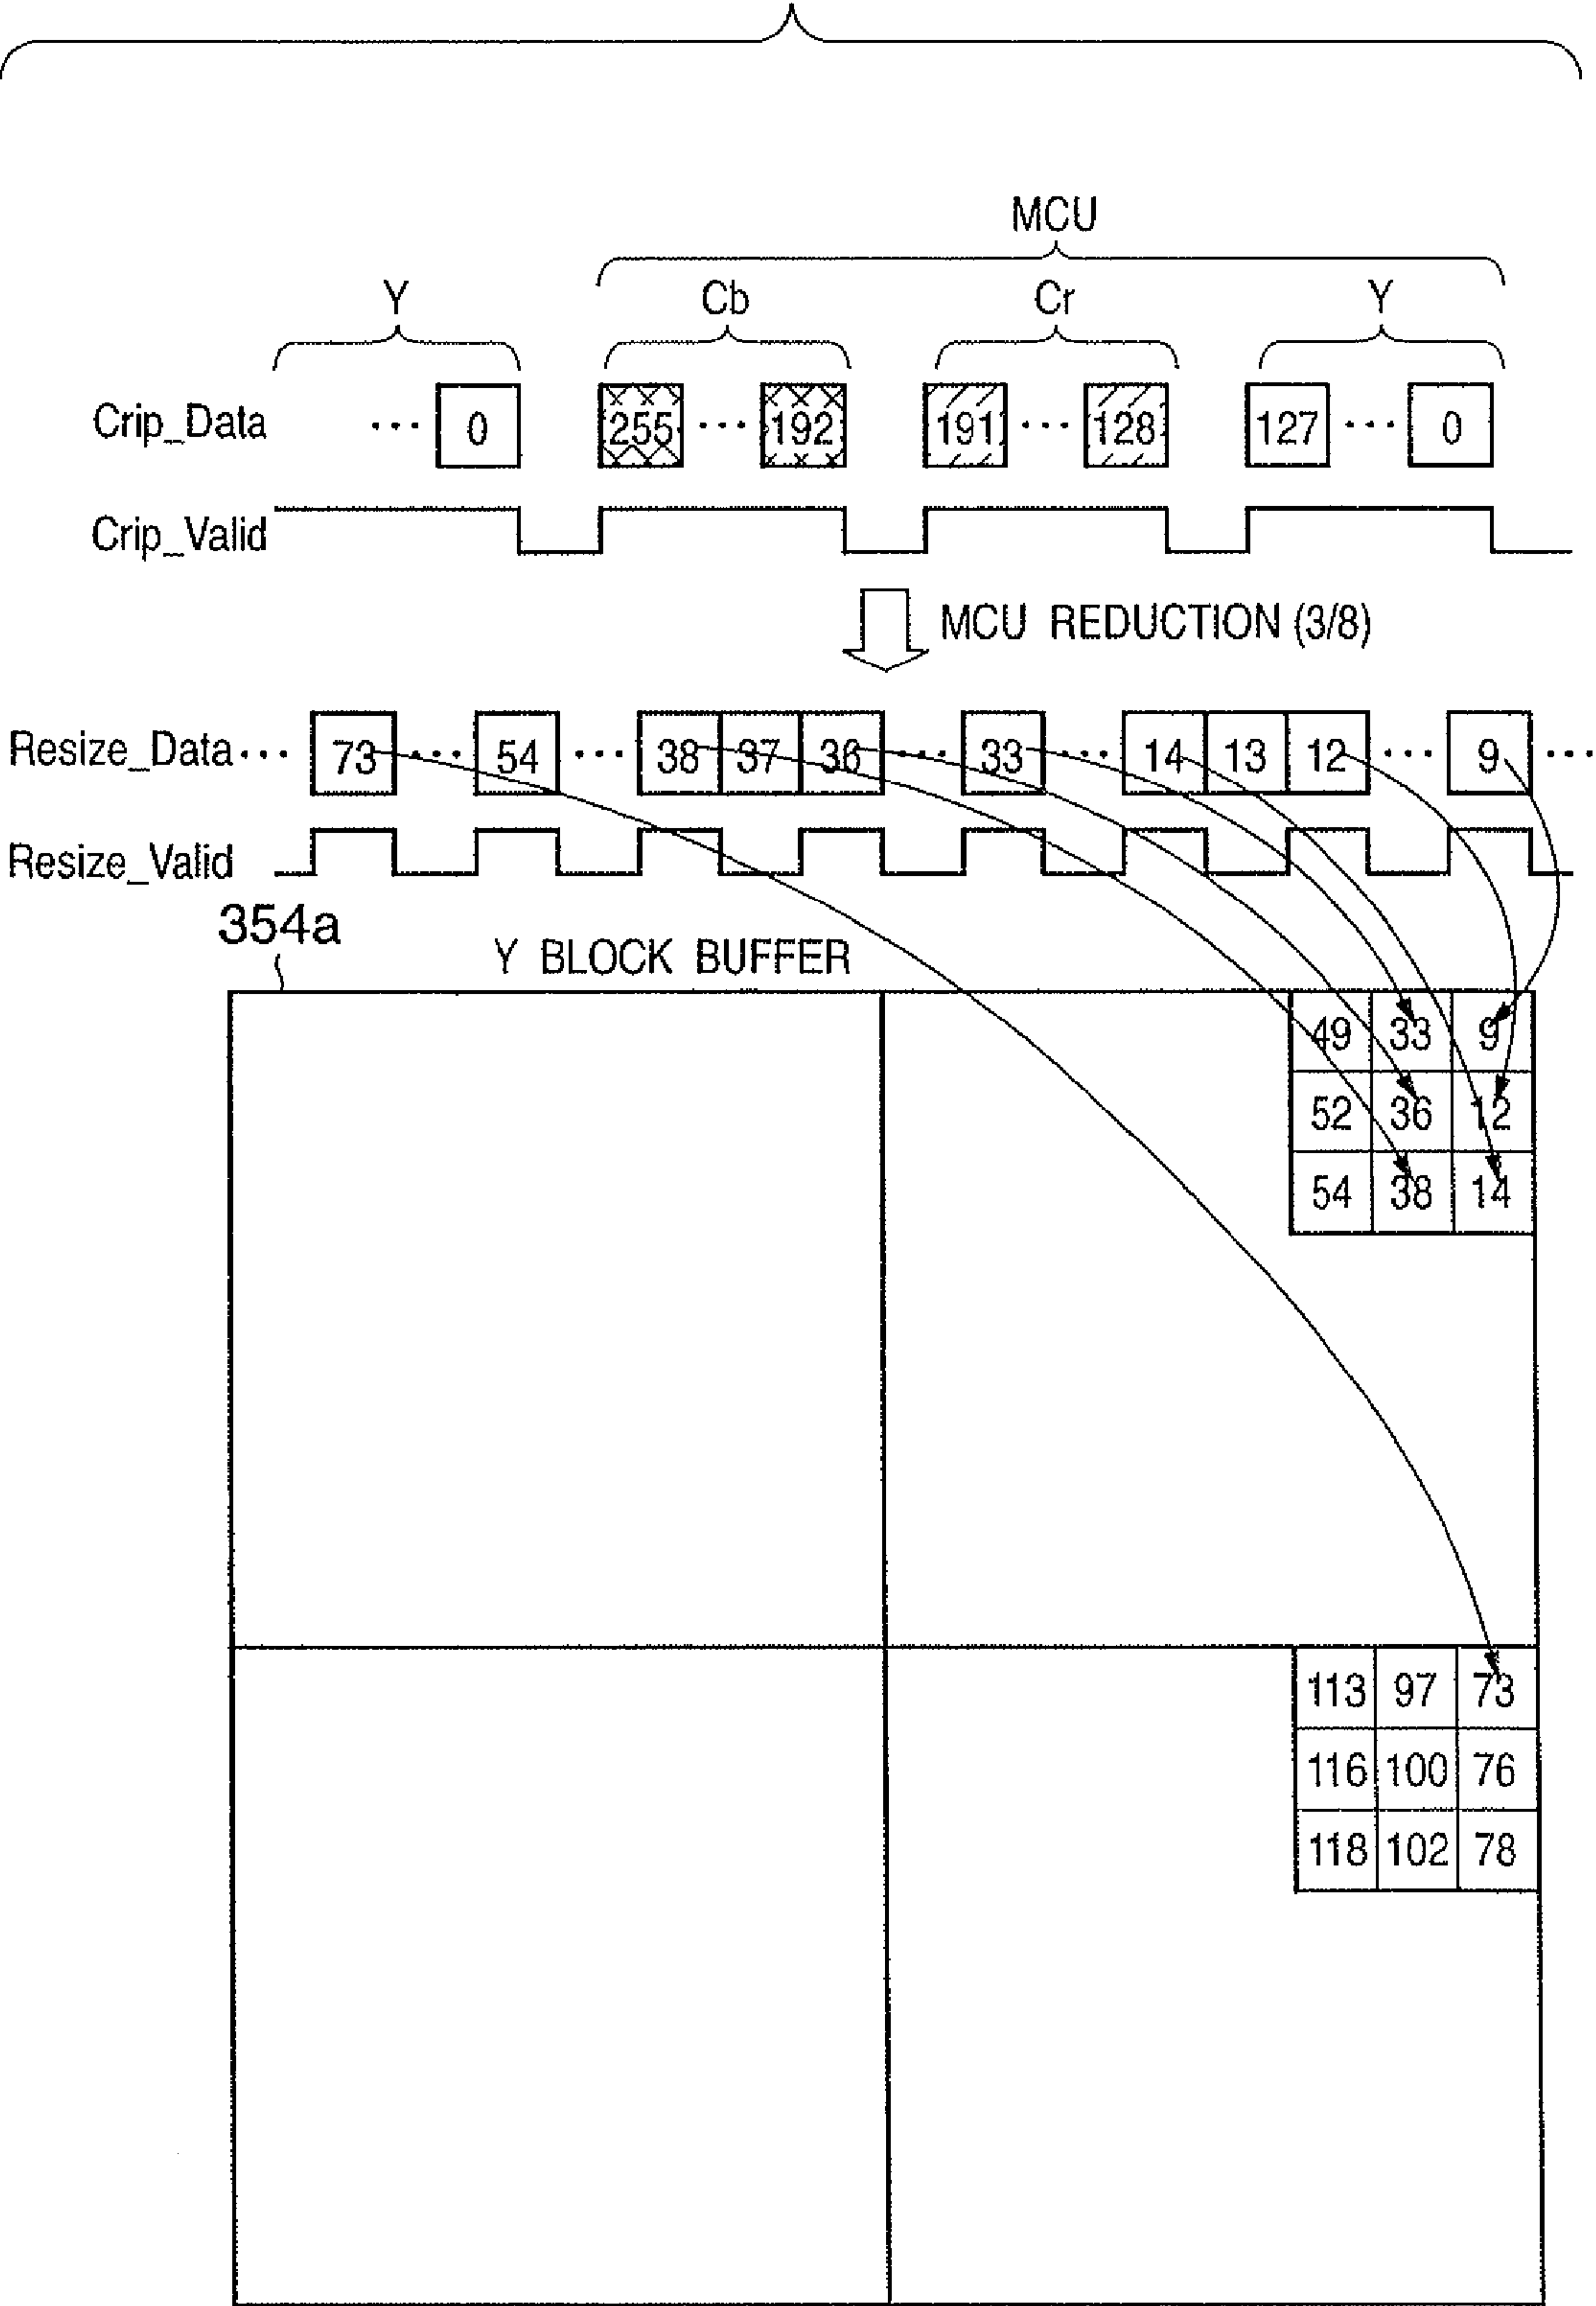 MCU
Y Cb Cr Y
Crip_Data ... 0 255 ... 192 191 ... 128 127 ... 0
Crip_Valid
MCU REDUCTION (3/8)
Resize_Data ... 73 ... 54 ... 38 37 36 ... 33 ... 14 13 12 ... 9 ...
Resize_Valid
354a
Y BLOCK BUFFER
49 33 9
52 36 12
54 38 14
113 97 73
116 100 76
118 102 78